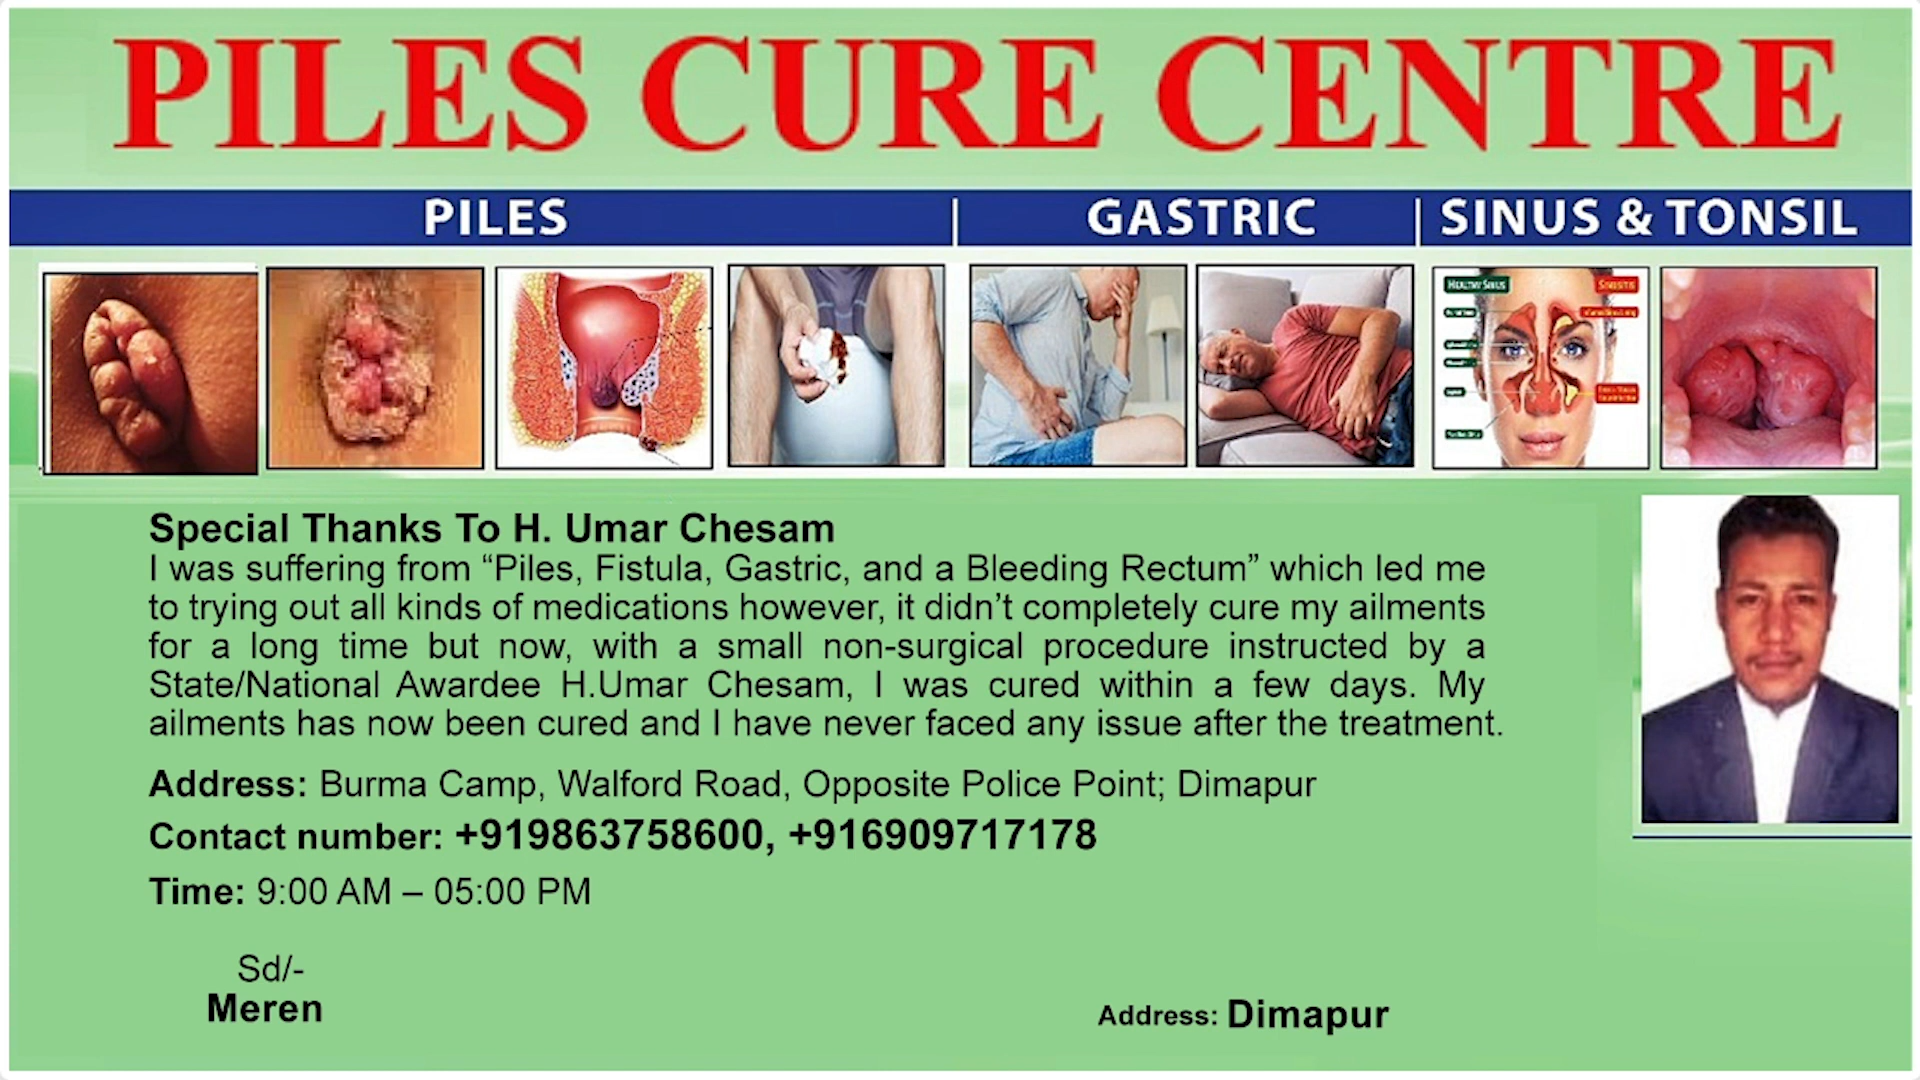 PILES CURE CENTRE
PILES | GASTRIC | SINUS & TONSIL
HEALTHY SINUS
SINUSITIS
Special Thanks To H. Umar Chesam
I was suffering from “Piles, Fistula, Gastric, and a Bleeding Rectum” which led me
to trying out all kinds of medications however, it didn’t completely cure my ailments
for a long time but now, with a small non-surgical procedure instructed by a
State/National Awardee H.Umar Chesam, I was cured within a few days. My
ailments has now been cured and I have never faced any issue after the treatment.
Address: Burma Camp, Walford Road, Opposite Police Point; Dimapur
Contact number: +919863758600, +916909717178
Time: 9:00 AM – 05:00 PM
Sd/-
Meren
Address: Dimapur